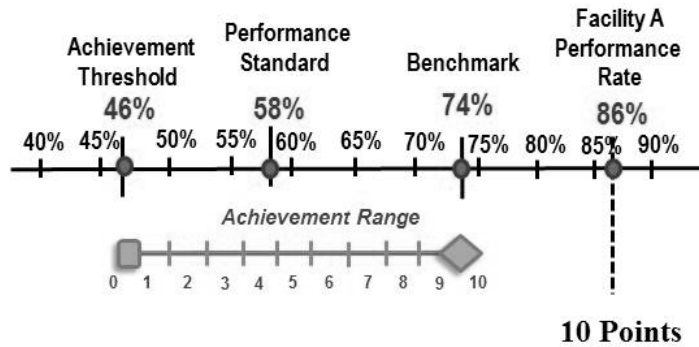 Achievement
Threshold
46%
Performance
Standard
58%
Benchmark
74%
Facility A
Performance
Rate
86%
40% 45% 50% 55% 60% 65% 70% 75% 80% 85% 90%
Achievement Range
0 1 2 3 4 5 6 7 8 9 10
10 Points